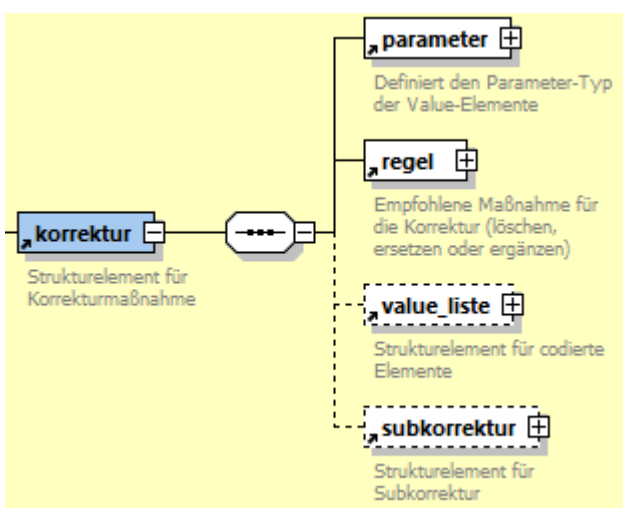 parameter
Definiert den Parameter-Typ
der Value-Elemente
regel
Empfohlene Maßnahme für
die Korrektur (löschen,
ersetzen oder ergänzen)
korrektur
Strukturelement für
Korrekturmaßnahme
value_liste
Strukturelement für codierte
Elemente
subkorrektur
Strukturelement für
Subkorrektur